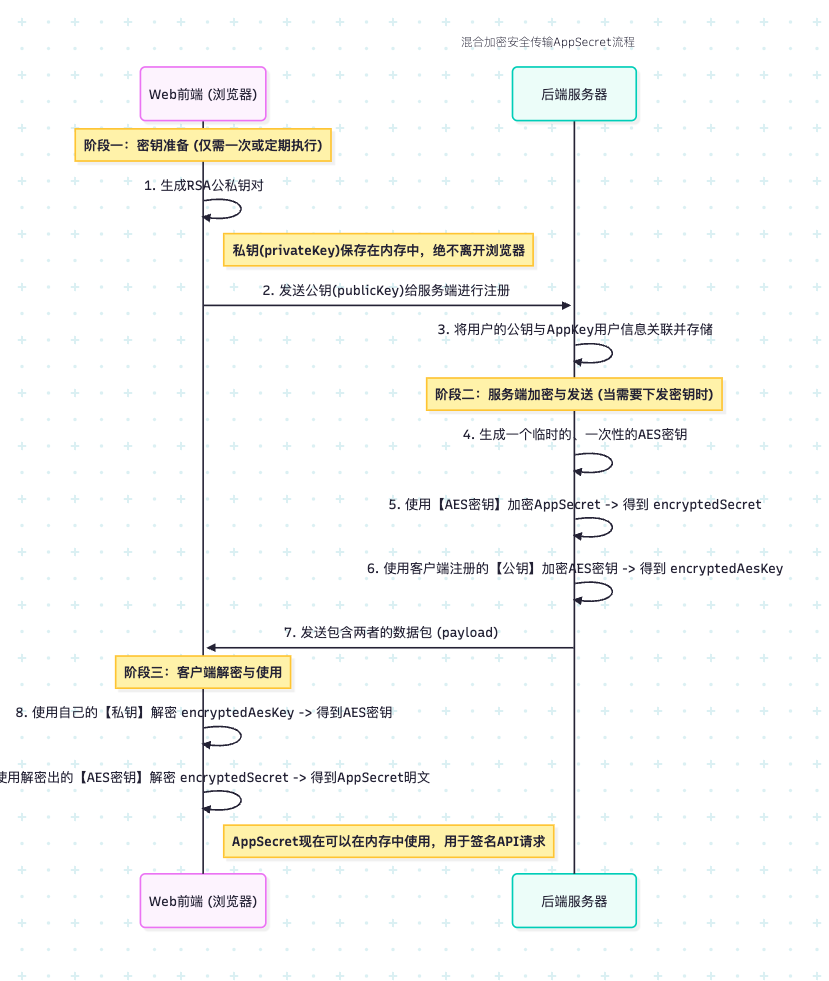 混合加密安全传输AppSecret流程
Web前端 (浏览器)
后端服务器
阶段一：密钥准备 (仅需一次或定期执行)
1. 生成RSA公私钥对
私钥(privateKey)保存在内存中，绝不离开浏览器
2. 发送公钥(publicKey)给服务端进行注册
3. 将用户的公钥与AppKey用户信息关联并存储
阶段二：服务端加密与发送 (当需要下发密钥时)
4. 生成一个临时的、一次性的AES密钥
5. 使用【AES密钥】加密AppSecret -> 得到 encryptedSecret
6. 使用客户端注册的【公钥】加密AES密钥 -> 得到 encryptedAesKey
7. 发送包含两者的数据包 (payload)
阶段三：客户端解密与使用
8. 使用自己的【私钥】解密 encryptedAesKey -> 得到AES密钥
使用解密出的【AES密钥】解密 encryptedSecret -> 得到AppSecret明文
AppSecret现在可以在内存中使用，用于签名API请求
Web前端 (浏览器)
后端服务器